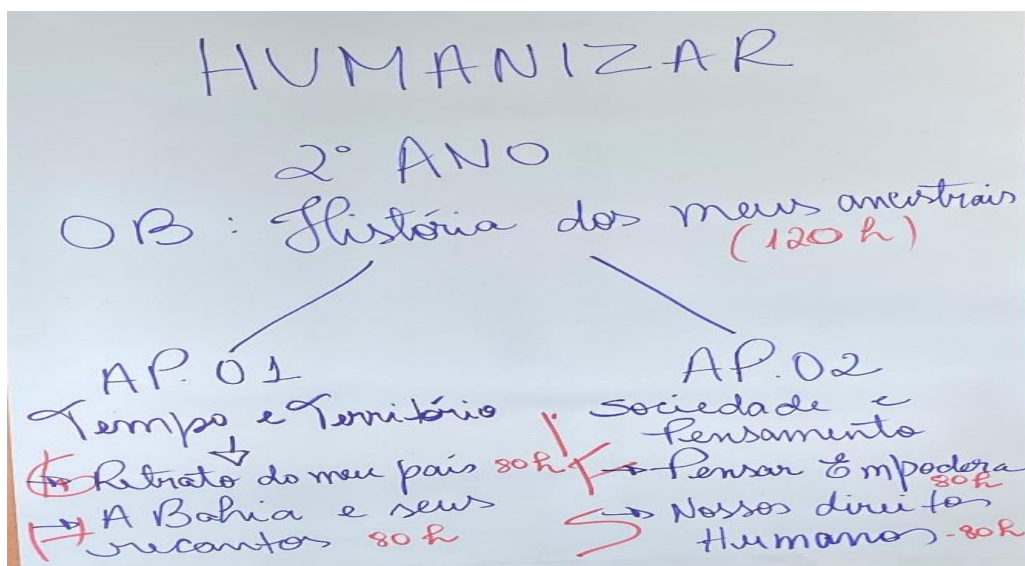 HUMANIZAR
2º ANO
OB: História dos meus ancestrais
(120 h)
AP.01
Tempo e Território
Retrato do meu país 80h
A Bahia e seus
recantos 80h
AP.02
Sociedade e
Pensamento
Pensar Empodera
80h
Nossos direitos
Humanos - 80h